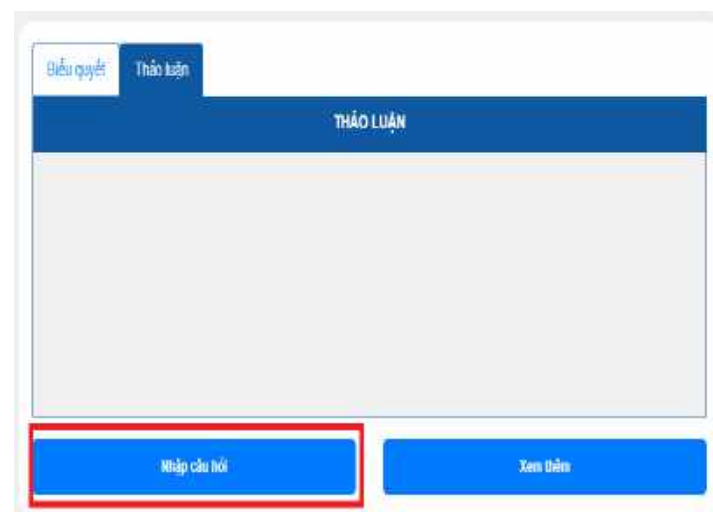 Biểu quyết
Thảo luận
THẢO LUẬN
Nhập câu hỏi
Xem thêm